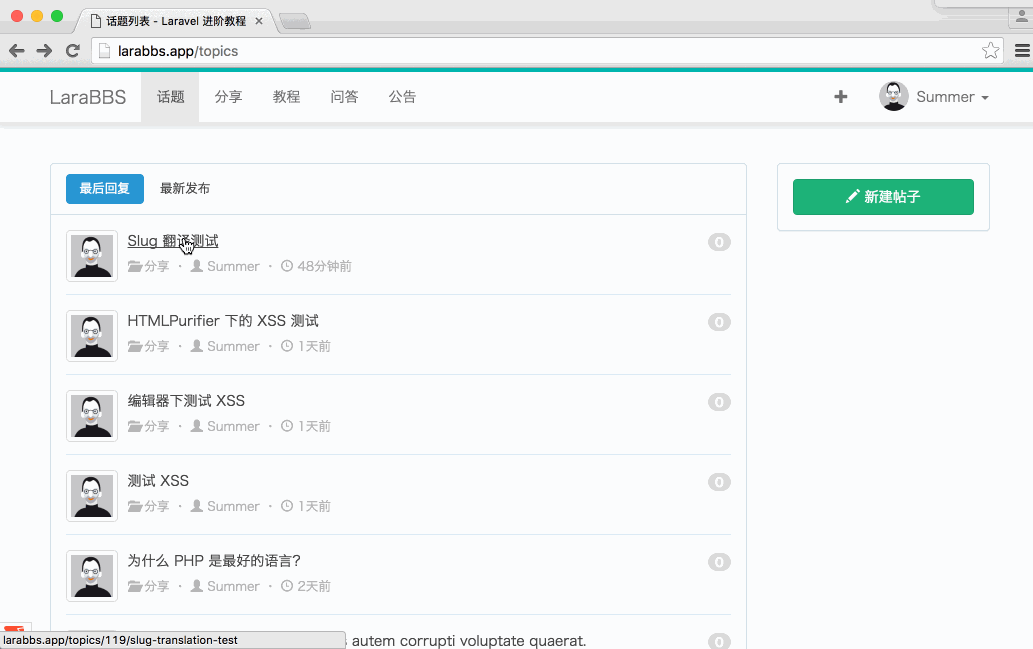 话题列表 - Laravel 进阶教程
larabbs.app/topics
LaraBBS 话题 分享 教程 问答 公告 Summer
最后回复 最新发布
新建帖子
Slug 翻译测试 0
分享 · Summer · 48分钟前
HTMLPurifier 下的 XSS 测试 0
分享 · Summer · 1天前
编辑器下测试 XSS 0
分享 · Summer · 1天前
测试 XSS 0
分享 · Summer · 1天前
为什么 PHP 是最好的语言？ 0
分享 · Summer · 2天前
autem corrupti voluptate quaerat. 0
larabbs.app/topics/119/slug-translation-test